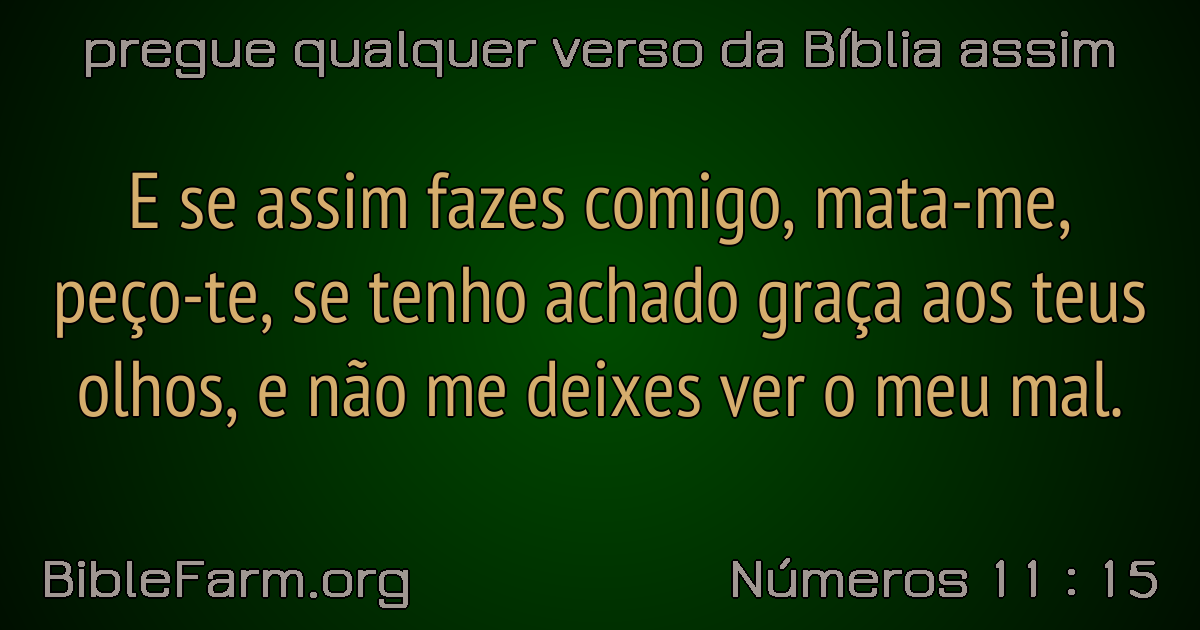 pregue qualquer verso da Bíblia assim
E se assim fazes comigo, mata-me,
peço-te, se tenho achado graça aos teus
olhos, e não me deixes ver o meu mal.
BibleFarm.org
Números 11 : 15